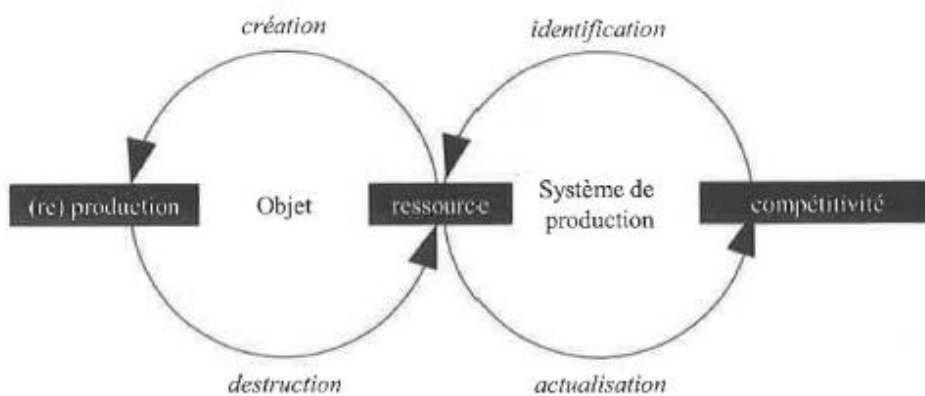 création
identification
(re) production
Objet
ressource
Système de
production
compétitivité
destruction
actualisation